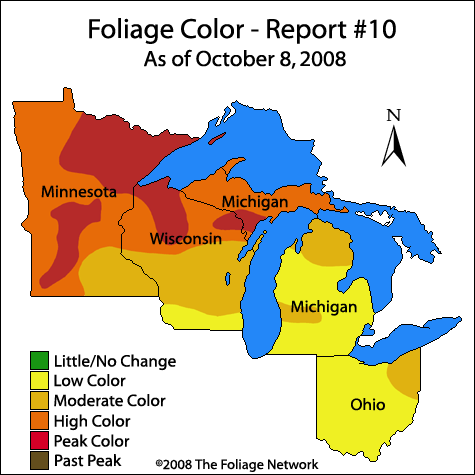 Foliage Color - Report #10
As of October 8, 2008
N
Minnesota
Michigan
Wisconsin
Michigan
Ohio
Little/No Change
Low Color
Moderate Color
High Color
Peak Color
Past Peak
©2008 The Foliage Network